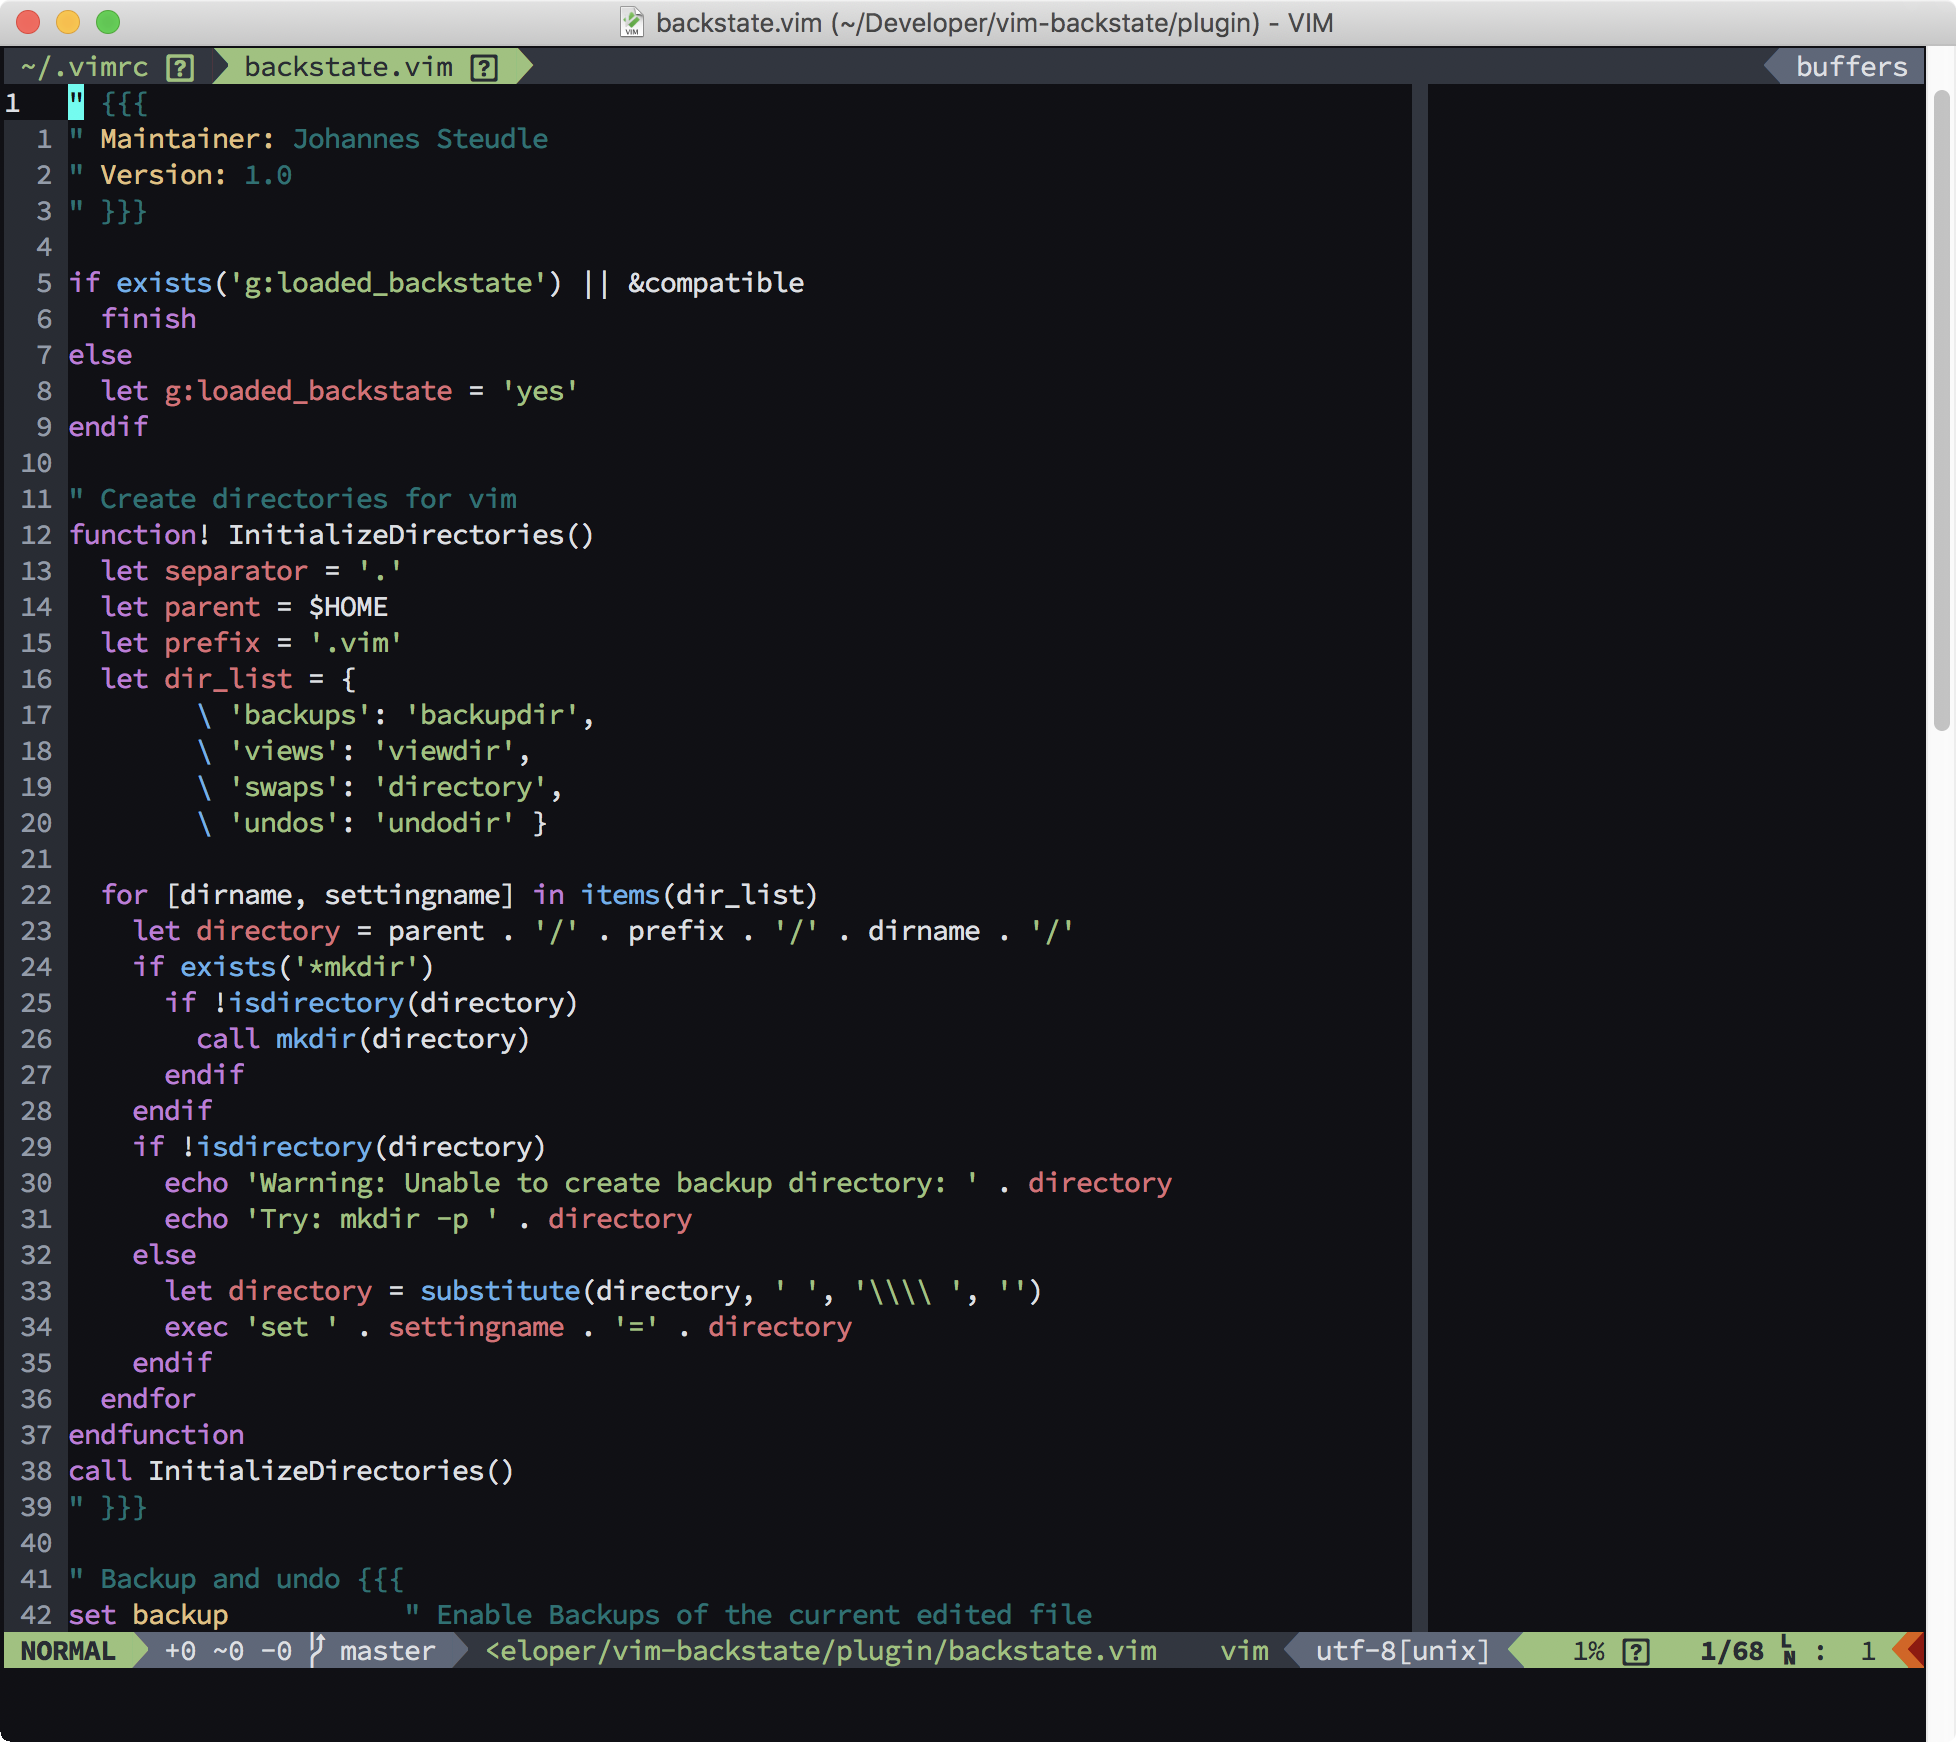 backstate.vim (~/Developer/vim-backstate/plugin) - VIM
~/.vimrc [?] backstate.vim [?] buffers
1 " {{{
1 " Maintainer: Johannes Steudle
2 " Version: 1.0
3 " }}}
4
5 if exists('g:loaded_backstate') || &compatible
6   finish
7 else
8   let g:loaded_backstate = 'yes'
9 endif
10
11 " Create directories for vim
12 function! InitializeDirectories()
13   let separator = '.'
14   let parent = $HOME
15   let prefix = '.vim'
16   let dir_list = {
17         \ 'backups': 'backupdir',
18         \ 'views': 'viewdir',
19         \ 'swaps': 'directory',
20         \ 'undos': 'undodir' }
21
22   for [dirname, settingname] in items(dir_list)
23     let directory = parent . '/' . prefix . '/' . dirname . '/'
24     if exists('*mkdir')
25       if !isdirectory(directory)
26         call mkdir(directory)
27       endif
28     endif
29     if !isdirectory(directory)
30       echo 'Warning: Unable to create backup directory: ' . directory
31       echo 'Try: mkdir -p ' . directory
32     else
33       let directory = substitute(directory, ' ', '\\\\ ', '')
34       exec 'set ' . settingname . '=' . directory
35     endif
36   endfor
37 endfunction
38 call InitializeDirectories()
39 " }}}
40
41 " Backup and undo {{{
42 set backup           " Enable Backups of the current edited file
NORMAL +0 ~0 -0 master <eloper/vim-backstate/plugin/backstate.vim vim utf-8[unix] 1% [?] 1/68 LN : 1